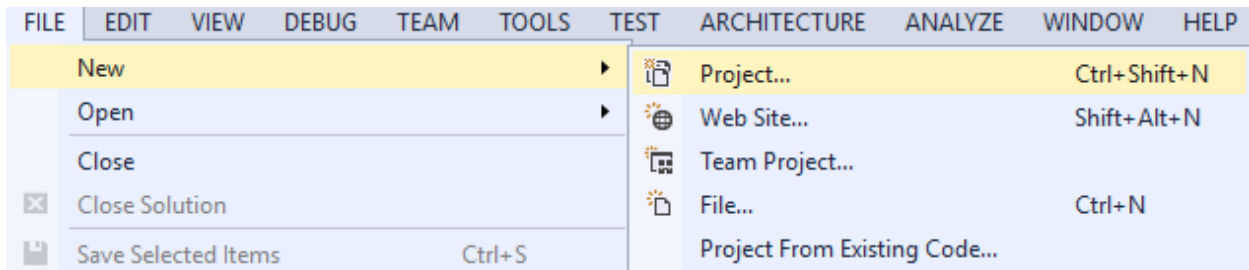 FILE EDIT VIEW DEBUG TEAM TOOLS TEST ARCHITECTURE ANALYZE WINDOW HELP
New
Open
Close
Close Solution
Save Selected Items Ctrl+S
Project... Ctrl+Shift+N
Web Site... Shift+Alt+N
Team Project...
File... Ctrl+N
Project From Existing Code...